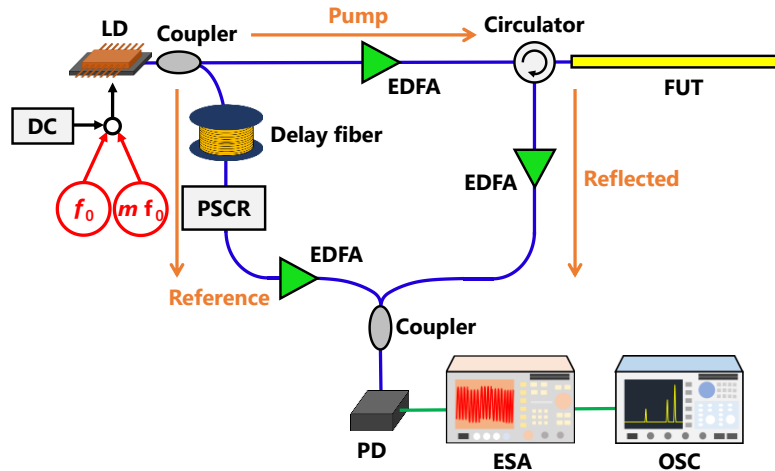 Pump
LD
Coupler
Circulator
EDFA
FUT
DC
Delay fiber
EDFA
Reflected
f0
m f0
PSCR
EDFA
Reference
Coupler
PD
ESA
OSC